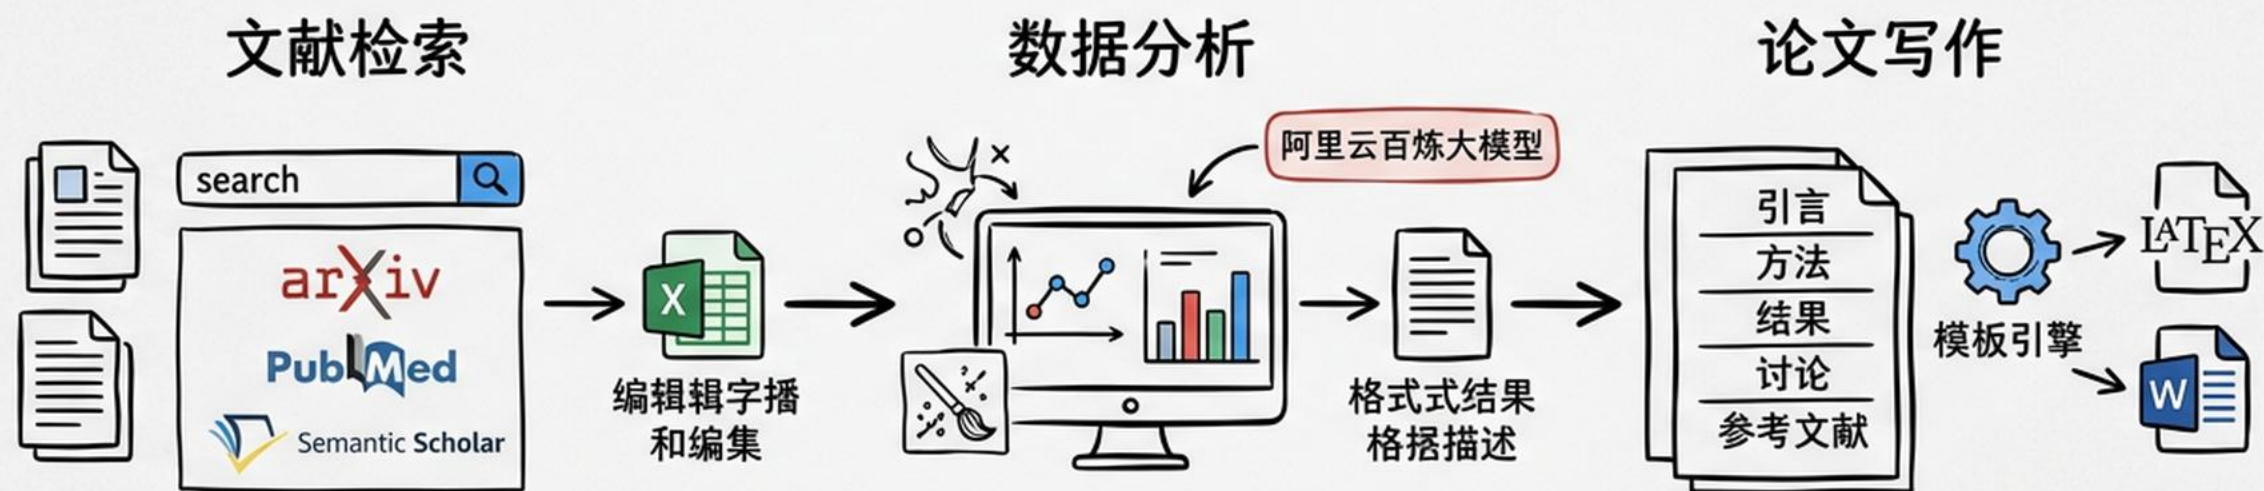 文献检索
search
arXiv
PubMed
Semantic Scholar
X
编辑辑字播
和编集
数据分析
阿里云百炼大模型
格式式结果
格搭描述
论文写作
引言
方法
结果
讨论
参考文献
模板引擎
LATEX
W